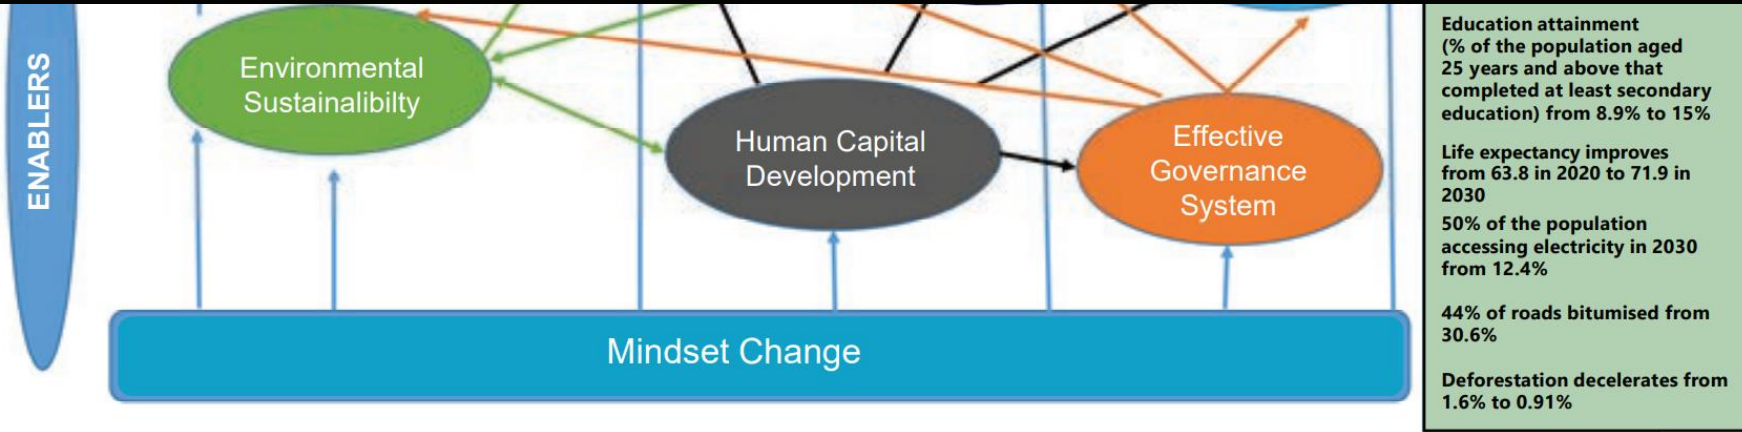 ENABLERS
Environmental
Sustainalibilty
Human Capital
Development
Effective
Governance
System
Mindset Change
Education attainment
(% of the population aged
25 years and above that
completed at least secondary
education) from 8.9% to 15%
Life expectancy improves
from 63.8 in 2020 to 71.9 in
2030
50% of the population
accessing electricity in 2030
from 12.4%
44% of roads bitumised from
30.6%
Deforestation decelerates from
1.6% to 0.91%